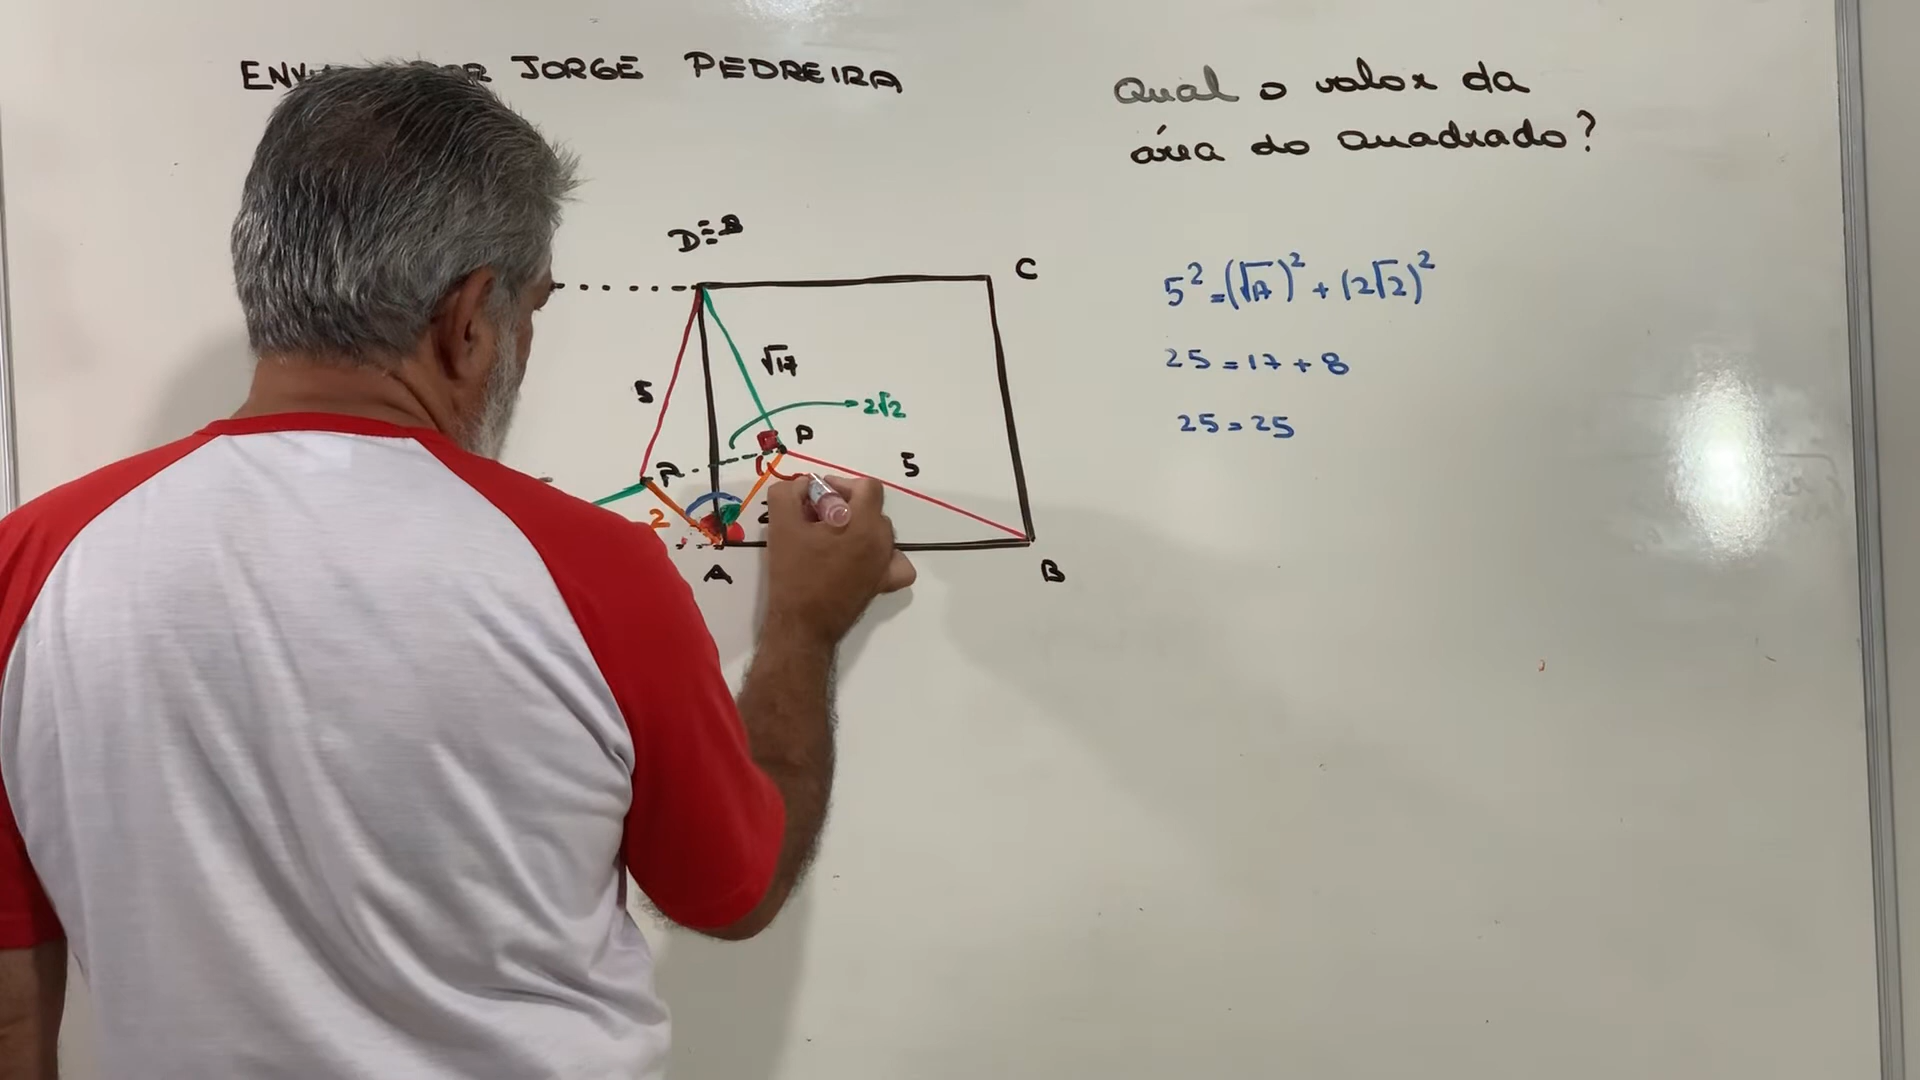 JORGE PEDREIRA
Qual o valor da
área do quadrado?
D≡B
C
5² = (√17)² + (2√2)²
√17
25 = 17 + 8
5
2√2
25 = 25
P
5
P
2
2
A
B